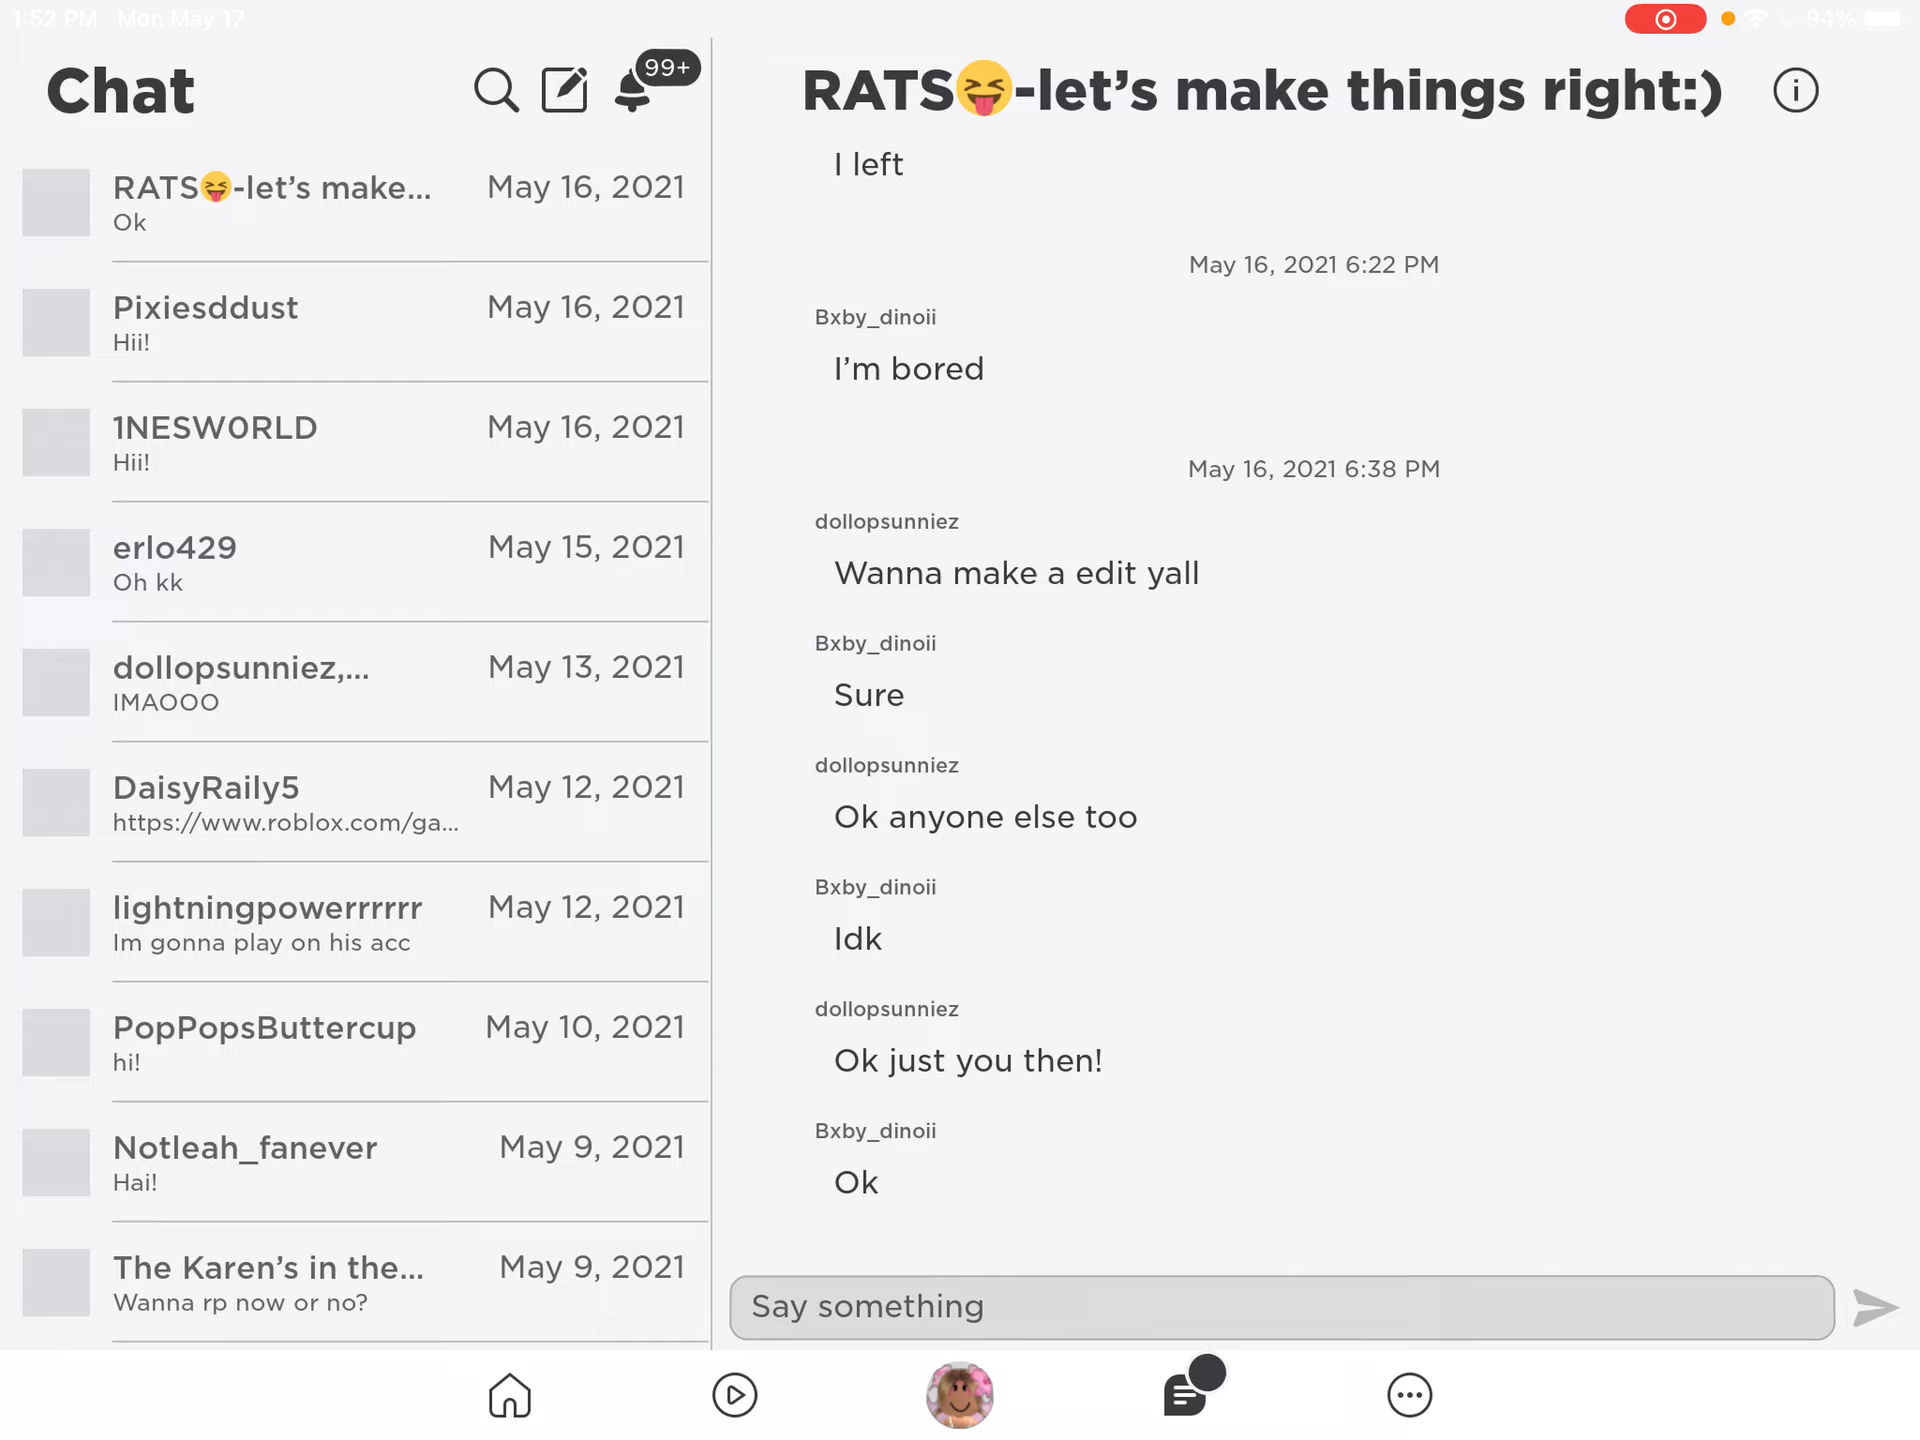 1:52 PM Mon May 17
94%
Chat
99+
RATS😝-let’s make... May 16, 2021
Ok
Pixiesddust May 16, 2021
Hii!
1NESW0RLD May 16, 2021
Hii!
erlo429 May 15, 2021
Oh kk
dollopsunniez,... May 13, 2021
lMAOOO
DaisyRaily5 May 12, 2021
https://www.roblox.com/ga...
lightningpowerrrrrr May 12, 2021
Im gonna play on his acc
PopPopsButtercup May 10, 2021
hi!
Notleah_fanever May 9, 2021
Hai!
The Karen’s in the... May 9, 2021
Wanna rp now or no?
RATS😝-let’s make things right:)
I left
May 16, 2021 6:22 PM
Bxby_dinoii
I’m bored
May 16, 2021 6:38 PM
dollopsunniez
Wanna make a edit yall
Bxby_dinoii
Sure
dollopsunniez
Ok anyone else too
Bxby_dinoii
Idk
dollopsunniez
Ok just you then!
Bxby_dinoii
Ok
Say something